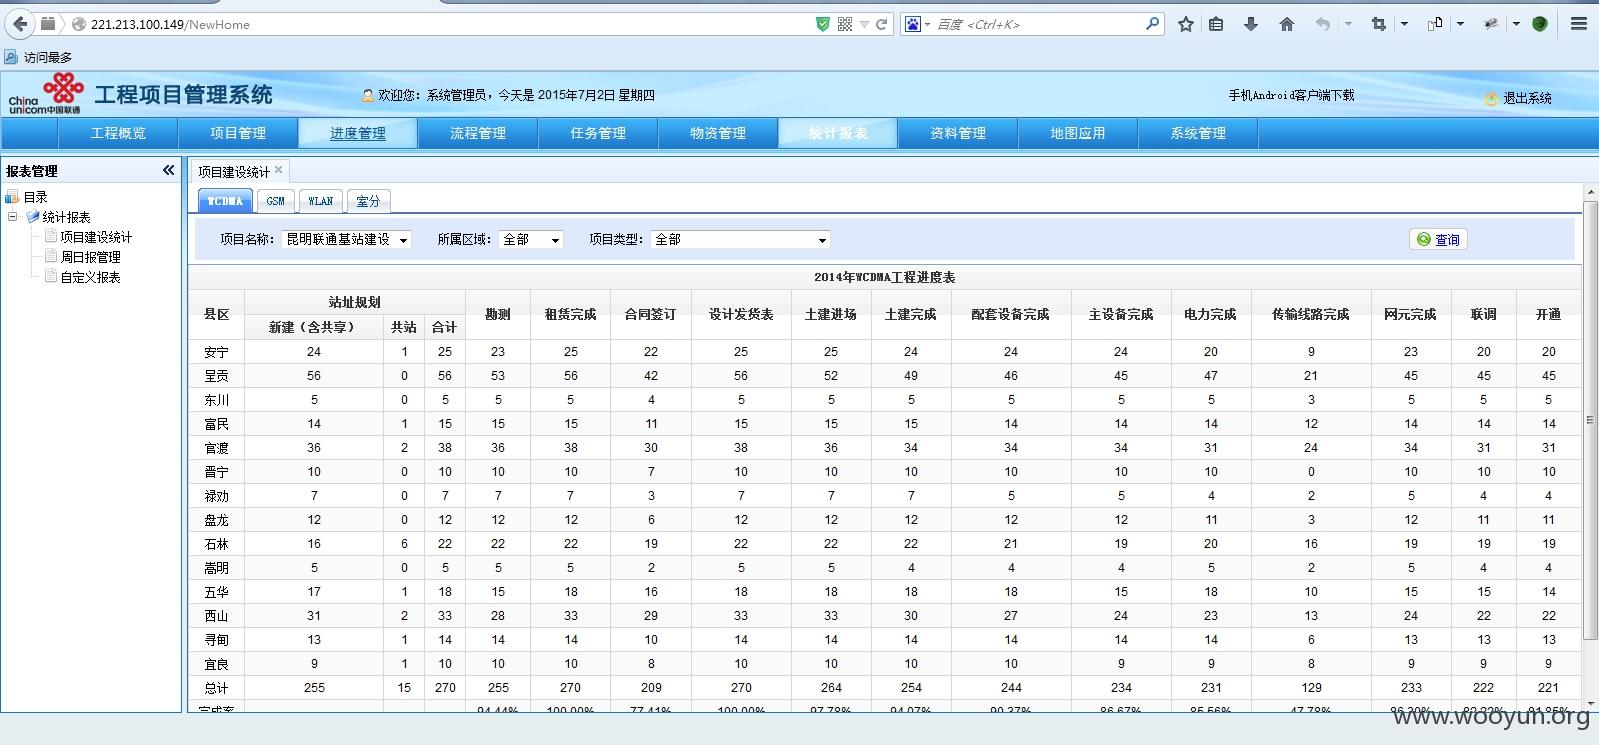 221.213.100.149/NewHome
百度 <Ctrl+K>
访问最多
China unicom中国联通
工程项目管理系统
欢迎您：系统管理员，今天是 2015年7月2日 星期四
手机Android客户端下载
退出系统
工程概览 项目管理 进度管理 流程管理 任务管理 物资管理 统计报表 资料管理 地图应用 系统管理
报表管理
目录
统计报表
项目建设统计
周日报管理
自定义报表
项目建设统计
WCDMA GSM WLAN 室分
项目名称: 昆明联通基站建设 所属区域: 全部 项目类型: 全部 查询
2014年WCDMA工程进度表
县区 站址规划 勘测 租赁完成 合同签订 设计发货表 土建进场 土建完成 配套设备完成 主设备完成 电力完成 传输线路完成 网元完成 联调 开通
新建（含共享） 共站 合计
安宁 24 1 25 23 25 22 25 25 24 24 24 20 9 23 20 20
呈贡 56 0 56 53 56 42 56 52 49 46 45 47 21 45 45 45
东川 5 0 5 5 5 4 5 5 5 5 5 5 3 5 5 5
富民 14 1 15 15 15 11 15 15 15 14 14 14 12 14 14 14
官渡 36 2 38 36 38 30 38 36 34 34 34 31 24 34 31 31
晋宁 10 0 10 10 10 7 10 10 10 10 10 10 0 10 10 10
禄劝 7 0 7 7 7 3 7 7 7 5 5 4 2 5 4 4
盘龙 12 0 12 12 12 6 12 12 12 12 12 11 3 12 11 11
石林 16 6 22 22 22 19 22 22 22 21 19 20 16 19 19 19
嵩明 5 0 5 5 5 2 5 5 4 4 4 5 2 5 4 4
五华 17 1 18 15 18 16 18 18 18 18 15 18 10 15 15 14
西山 31 2 33 28 33 29 33 33 30 27 24 23 13 24 22 22
寻甸 13 1 14 14 14 10 14 14 14 14 14 14 6 13 13 13
宜良 9 1 10 10 10 8 10 10 10 10 9 9 8 9 9 9
总计 255 15 270 255 270 209 270 264 254 244 234 231 129 233 222 221
完成率 94.44% 100.00% 77.41% 100.00% 97.78% 94.07% 90.37% 86.67% 85.56% 47.78% 86.30% 82.22% 81.85%
www.wooyun.org